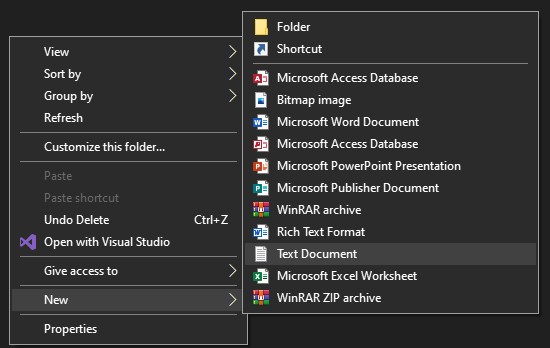 View
Sort by
Group by
Refresh
Customize this folder...
Paste
Paste shortcut
Undo Delete Ctrl+Z
Open with Visual Studio
Give access to
New
Properties
Folder
Shortcut
Microsoft Access Database
Bitmap image
Microsoft Word Document
Microsoft Access Database
Microsoft PowerPoint Presentation
Microsoft Publisher Document
WinRAR archive
Rich Text Format
Text Document
Microsoft Excel Worksheet
WinRAR ZIP archive